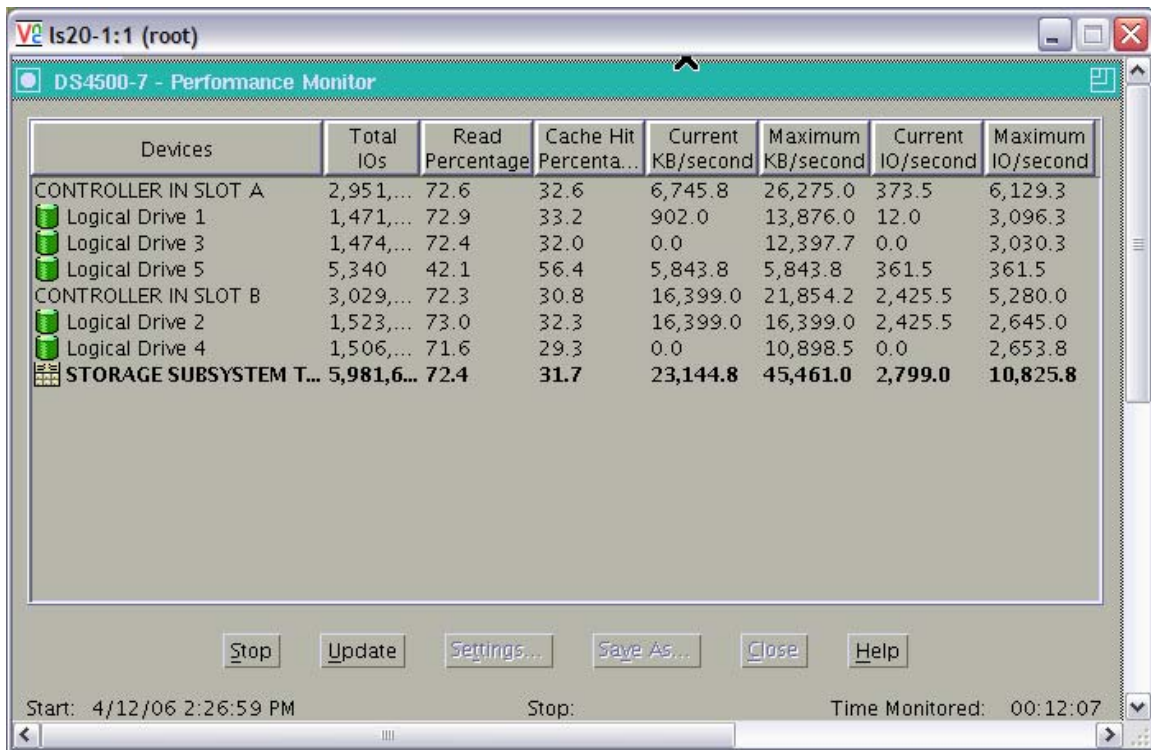 VNC ls20-1:1 (root)
DS4500-7 - Performance Monitor
Devices Total IOs Read Percentage Cache Hit Percenta... Current KB/second Maximum KB/second Current IO/second Maximum IO/second
CONTROLLER IN SLOT A 2,951,... 72.6 32.6 6,745.8 26,275.0 373.5 6,129.3
Logical Drive 1 1,471,... 72.9 33.2 902.0 13,876.0 12.0 3,096.3
Logical Drive 3 1,474,... 72.4 32.0 0.0 12,397.7 0.0 3,030.3
Logical Drive 5 5,340 42.1 56.4 5,843.8 5,843.8 361.5 361.5
CONTROLLER IN SLOT B 3,029,... 72.3 30.8 16,399.0 21,854.2 2,425.5 5,280.0
Logical Drive 2 1,523,... 73.0 32.3 16,399.0 16,399.0 2,425.5 2,645.0
Logical Drive 4 1,506,... 71.6 29.3 0.0 10,898.5 0.0 2,653.8
STORAGE SUBSYSTEM T... 5,981,6... 72.4 31.7 23,144.8 45,461.0 2,799.0 10,825.8
Stop Update Settings... Save As... Close Help
Start: 4/12/06 2:26:59 PM Stop: Time Monitored: 00:12:07